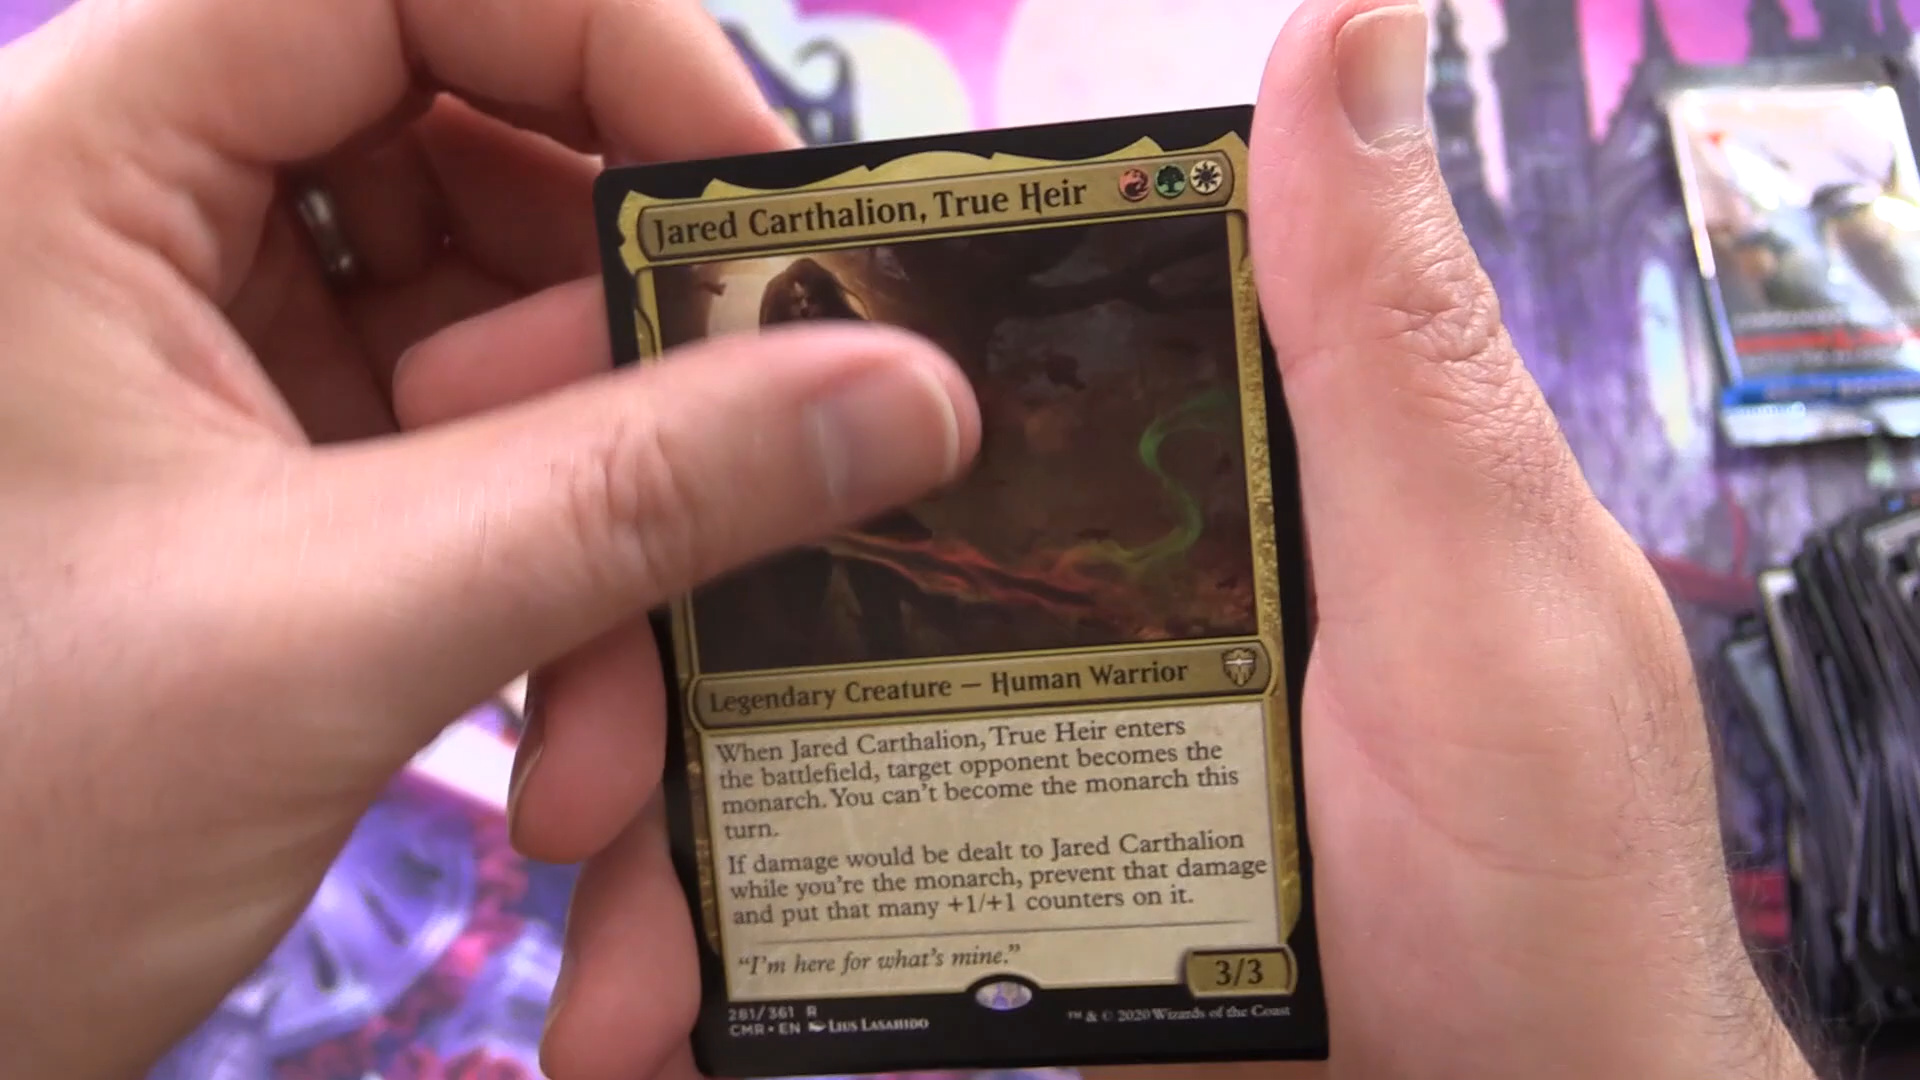 Jared Carthalion, True Heir
Legendary Creature — Human Warrior
When Jared Carthalion, True Heir enters
the battlefield, target opponent becomes the
monarch. You can't become the monarch this
turn.
If damage would be dealt to Jared Carthalion
while you're the monarch, prevent that damage
and put that many +1/+1 counters on it.
"I'm here for what's mine."
3/3
281/361 R
CMR • EN Lius Lasahido
™ & © 2020 Wizards of the Coast